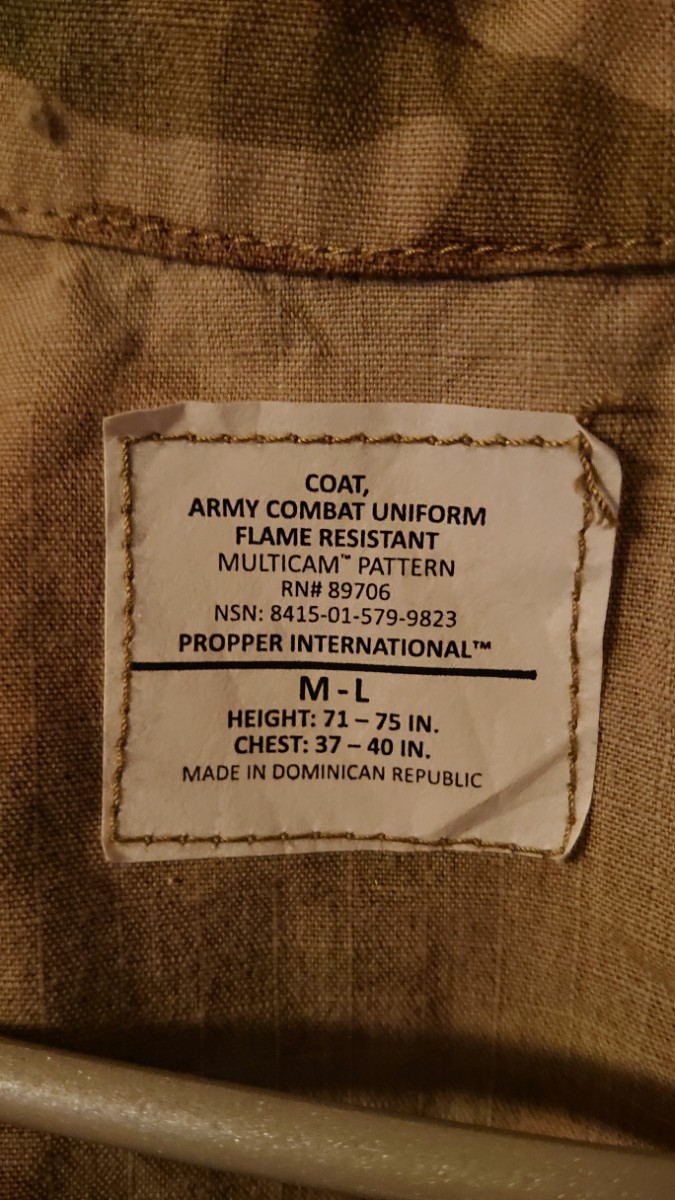 COAT,
ARMY COMBAT UNIFORM
FLAME RESISTANT
MULTICAM™ PATTERN
RN# 89706
NSN: 8415-01-579-9823
PROPPER INTERNATIONAL™
M - L
HEIGHT: 71 – 75 IN.
CHEST: 37 – 40 IN.
MADE IN DOMINICAN REPUBLIC